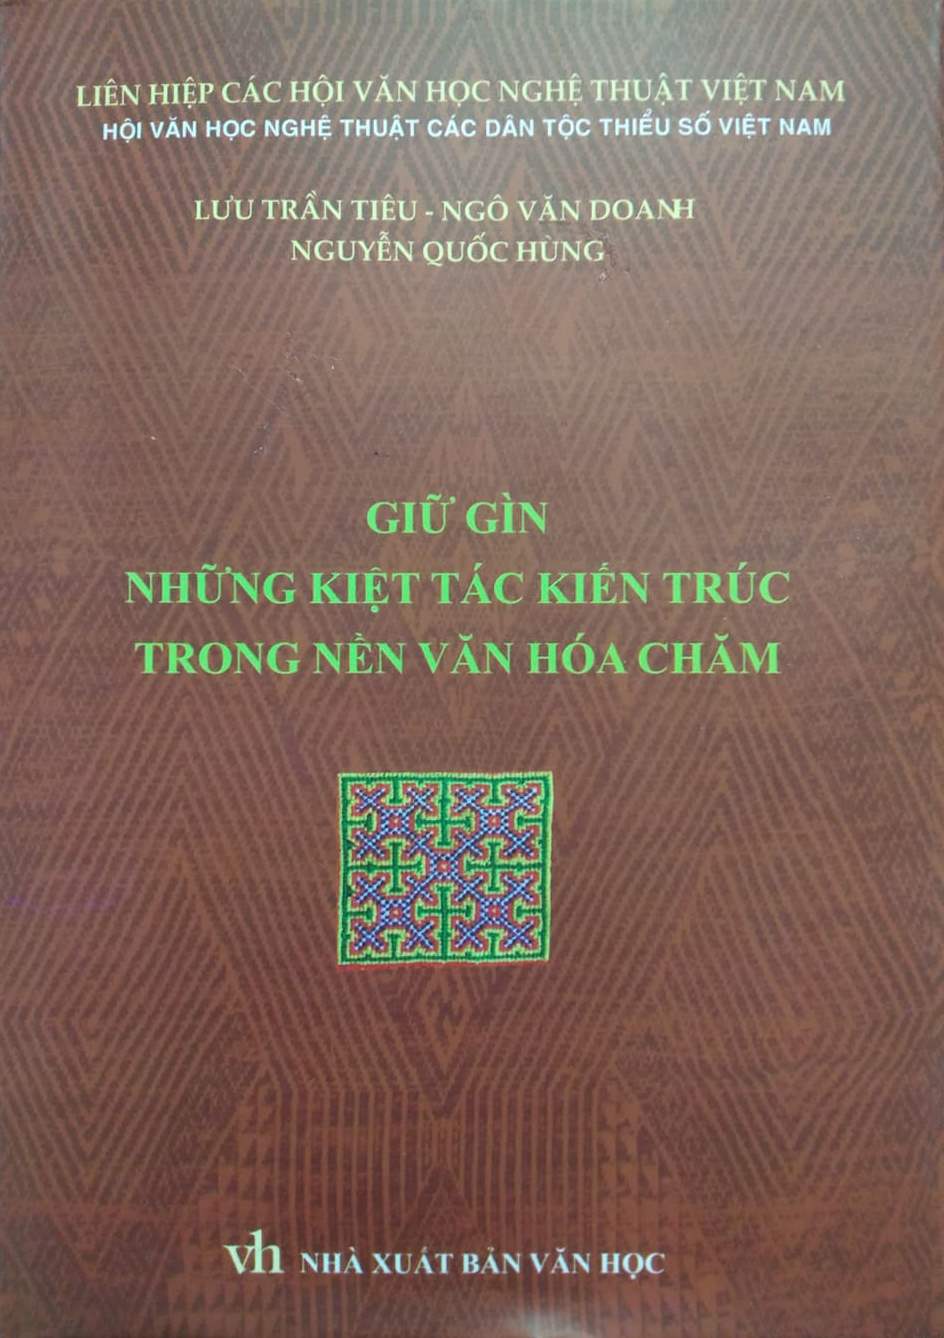 LIÊN HIỆP CÁC HỘI VĂN HỌC NGHỆ THUẬT VIỆT NAM
HỘI VĂN HỌC NGHỆ THUẬT CÁC DÂN TỘC THIỂU SỐ VIỆT NAM
LƯU TRẦN TIÊU - NGÔ VĂN DOANH
NGUYỄN QUỐC HÙNG
GIỮ GÌN
NHỮNG KIỆT TÁC KIẾN TRÚC
TRONG NỀN VĂN HÓA CHĂM
vh NHÀ XUẤT BẢN VĂN HỌC